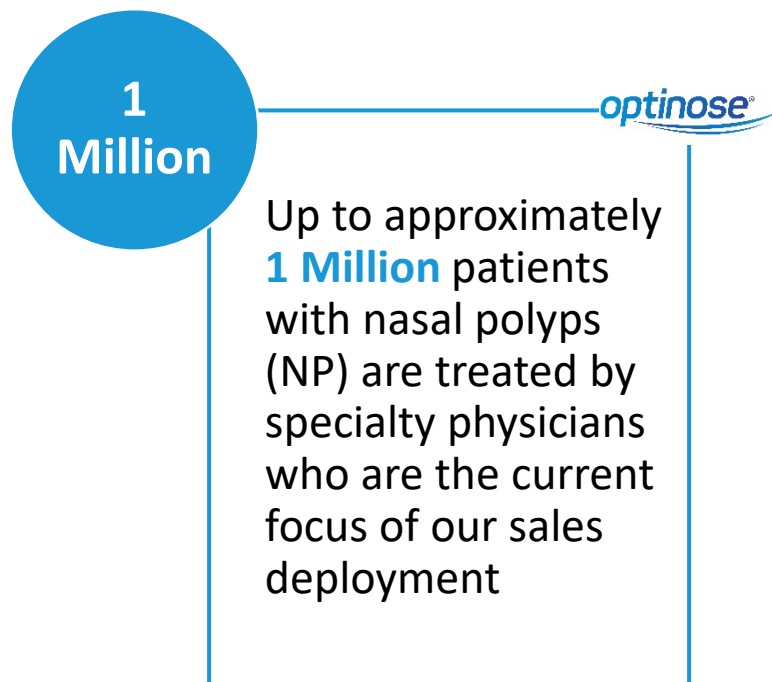 1
Million
optinose®
Up to approximately
1 Million patients
with nasal polyps
(NP) are treated by
specialty physicians
who are the current
focus of our sales
deployment